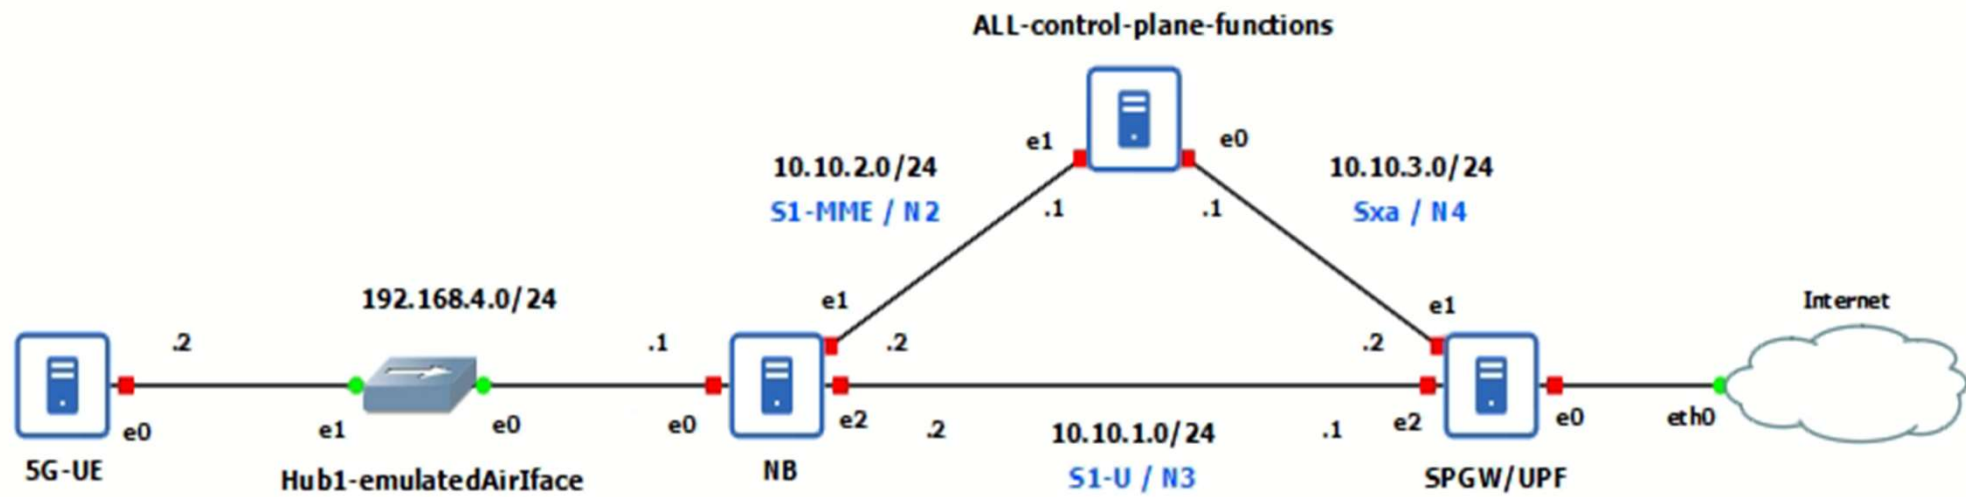 ALL-control-plane-functions
e1
e0
10.10.2.0/24
10.10.3.0/24
S1-MME / N2
.1
.1
Sxa / N4
192.168.4.0/24
e1
e1
Internet
.2
.1
.2
.2
e0
e1
e0
e0
e2
.2
10.10.1.0/24
.1
e2
e0
eth0
5G-UE
Hub1-emulatedAirIface
NB
S1-U / N3
SPGW/UPF